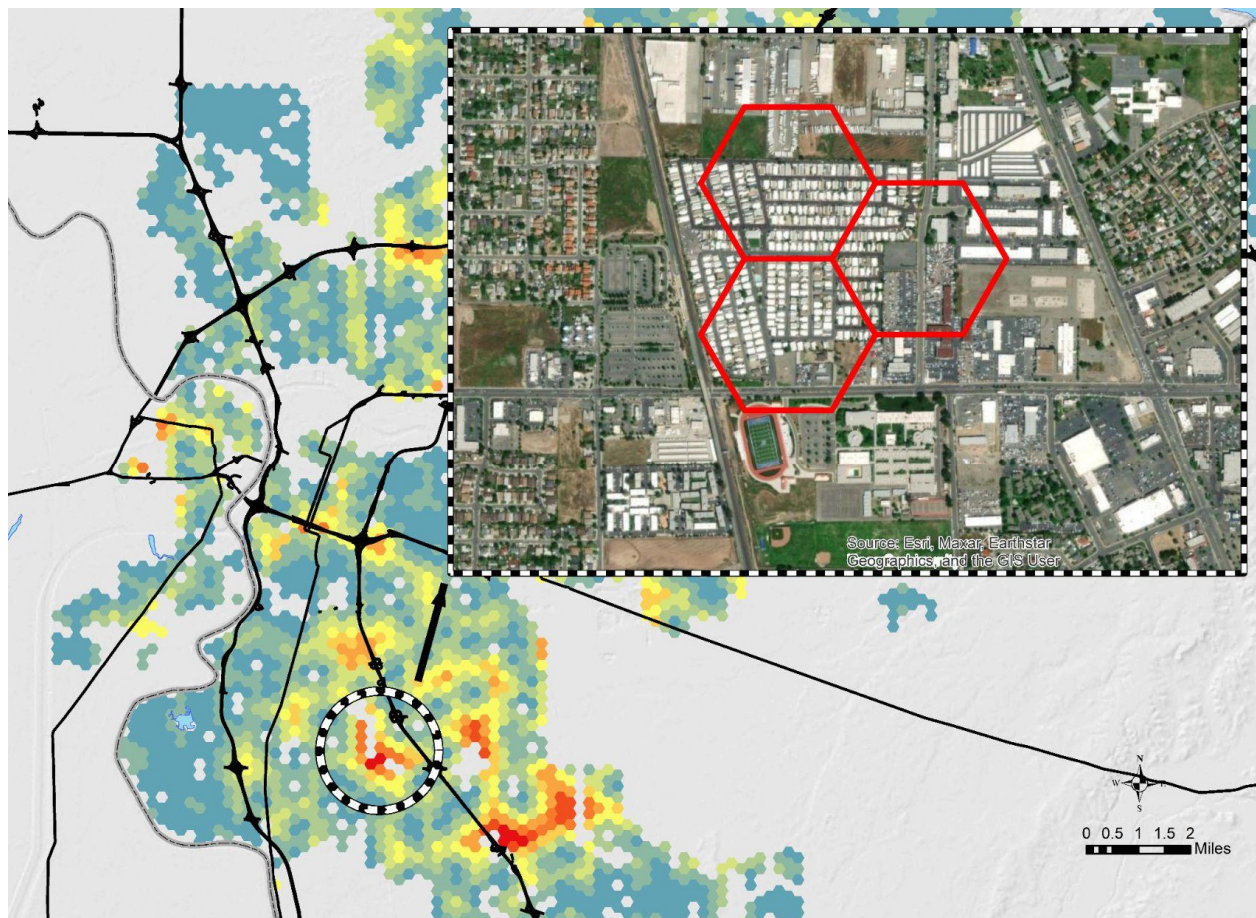 Source: Esri, Maxar, Earthstar
Geographics, and the GIS User
N
W E
S
0 0.5 1 1.5 2
Miles